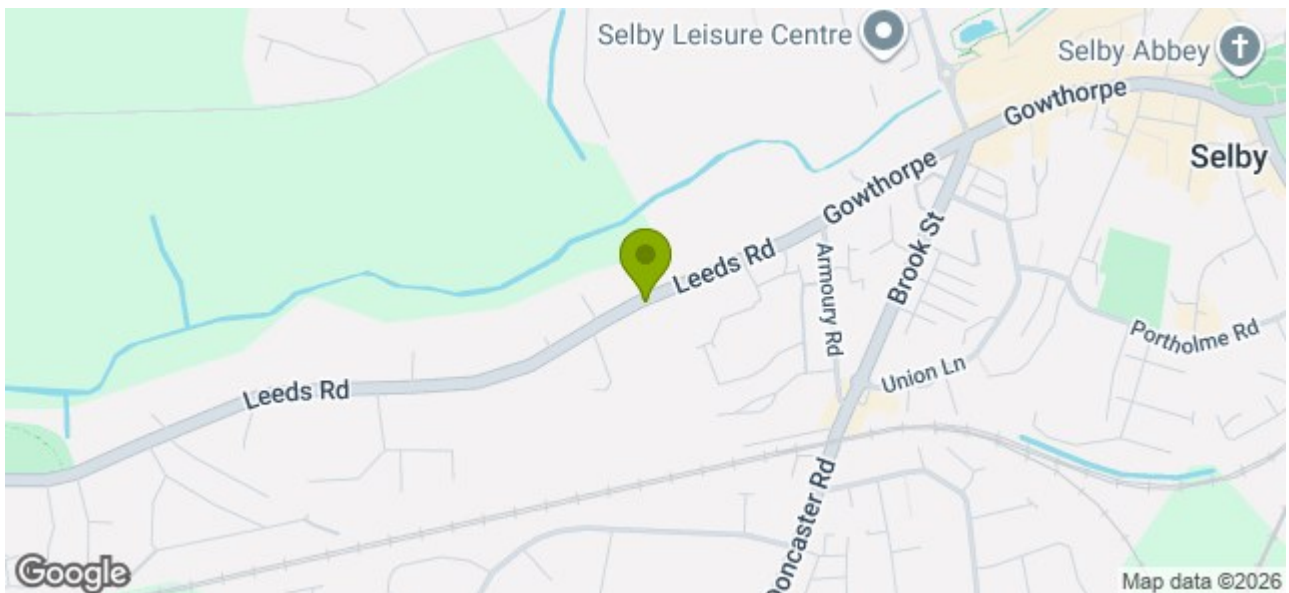 Selby Leisure Centre
Selby Abbey
Gowthorpe
Selby
Gowthorpe
Leeds Rd
Armoury Rd
Brook St
Portholme Rd
Union Ln
Leeds Rd
Doncaster Rd
Google
Map data ©2026